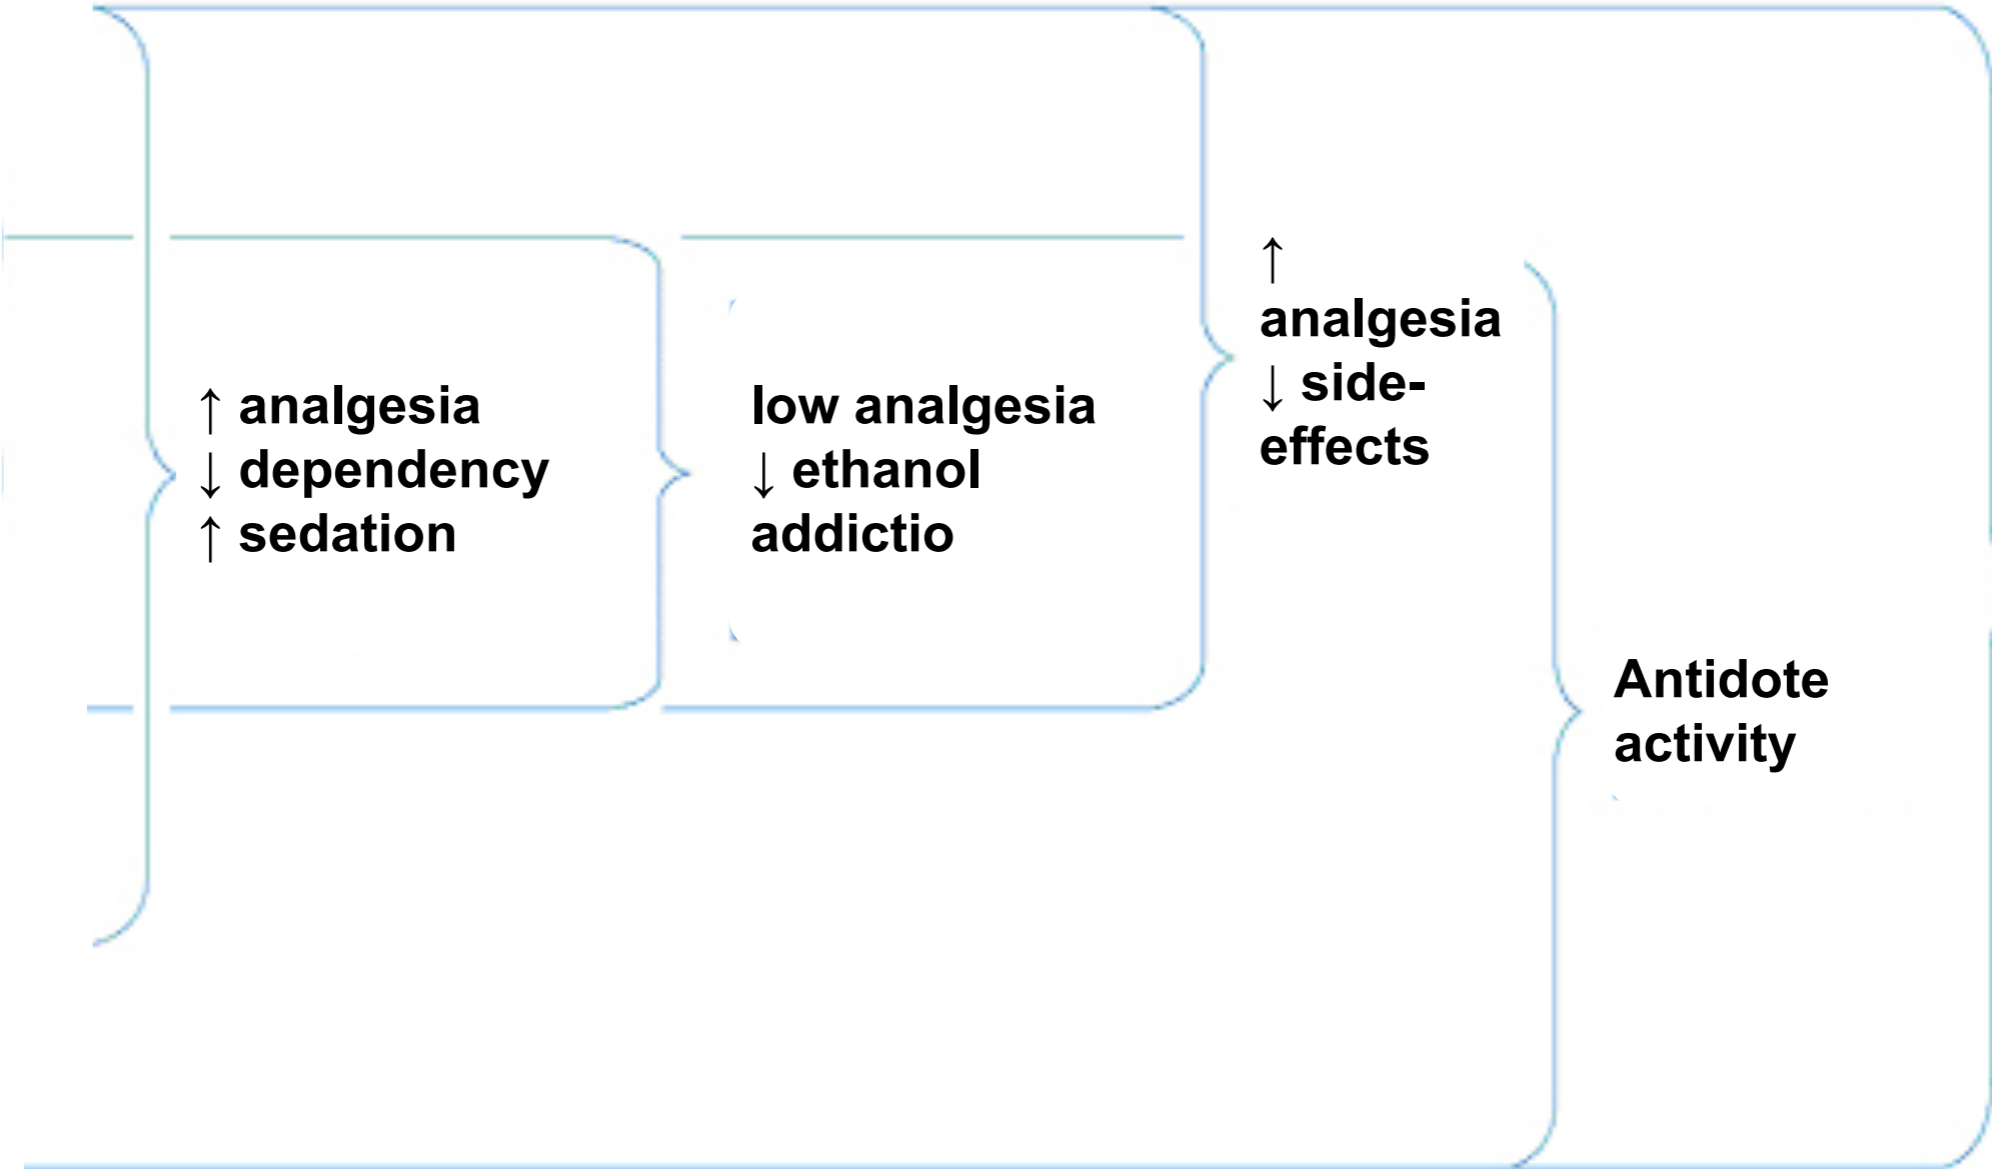 ↑ analgesia
↓ dependency
↑ sedation
low analgesia
↓ ethanol
addictio
↑
analgesia
↓ side-
effects
Antidote
activity